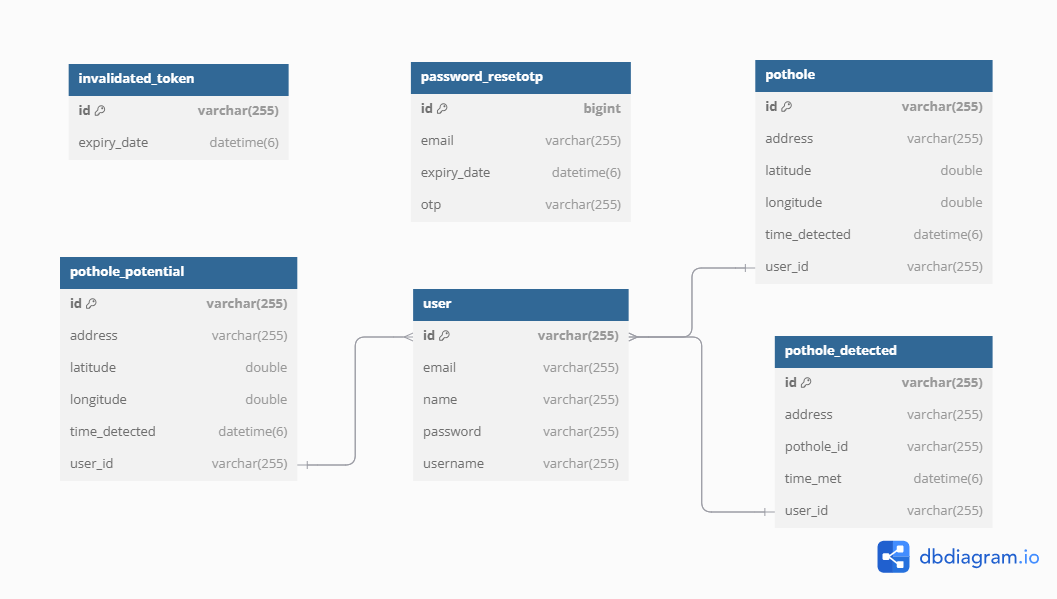 invalidated_token
id varchar(255)
expiry_date datetime(6)
password_resetotp
id bigint
email varchar(255)
expiry_date datetime(6)
otp varchar(255)
pothole
id varchar(255)
address varchar(255)
latitude double
longitude double
time_detected datetime(6)
user_id varchar(255)
pothole_potential
id varchar(255)
address varchar(255)
latitude double
longitude double
time_detected datetime(6)
user_id varchar(255)
user
id varchar(255)
email varchar(255)
name varchar(255)
password varchar(255)
username varchar(255)
pothole_detected
id varchar(255)
address varchar(255)
pothole_id varchar(255)
time_met datetime(6)
user_id varchar(255)
dbdiagram.io